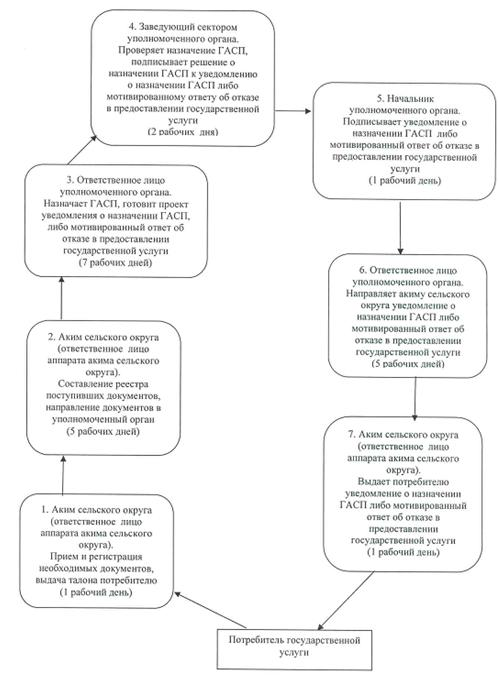 4. Заведующий сектором
уполномоченного органа.
Проверяет назначение ГАСП,
подписывает решение о
назначении ГАСП к уведомлению
о назначении ГАСП либо
мотивированному ответу об отказе
в предоставлении государственной
услуги
(2 рабочих дня)
5. Начальник
уполномоченного органа.
Подписывает уведомление о
назначении ГАСП либо
мотивированный ответ об отказе в
предоставлении государственной
услуги
(1 рабочий день)
3. Ответственное лицо
уполномоченного органа.
Назначает ГАСП, готовит проект
уведомления о назначении ГАСП,
либо мотивированный ответ об
отказе в предоставлении
государственной услуги
(7 рабочих дней)
6. Ответственное лицо
уполномоченного органа.
Направляет акиму сельского
округа уведомление о
назначении ГАСП либо
мотивированный ответ об
отказе в предоставлении
государственной услуги
(5 рабочих дней)
2. Аким сельского округа
(ответственное лицо
аппарата акима сельского
округа).
Составление реестра
поступивших документов,
направление документов в
уполномоченный орган
(5 рабочих дней)
7. Аким сельского округа
(ответственное лицо
аппарата акима сельского
округа).
Выдает потребителю
уведомление о назначении
ГАСП либо мотивированный
ответ об отказе в
предоставлении
государственной услуги
(1 рабочий день)
1. Аким сельского округа
(ответственное лицо
аппарата акима сельского
округа).
Прием и регистрация
необходимых документов,
выдача талона потребителю
(1 рабочий день)
Потребитель государственной
услуги